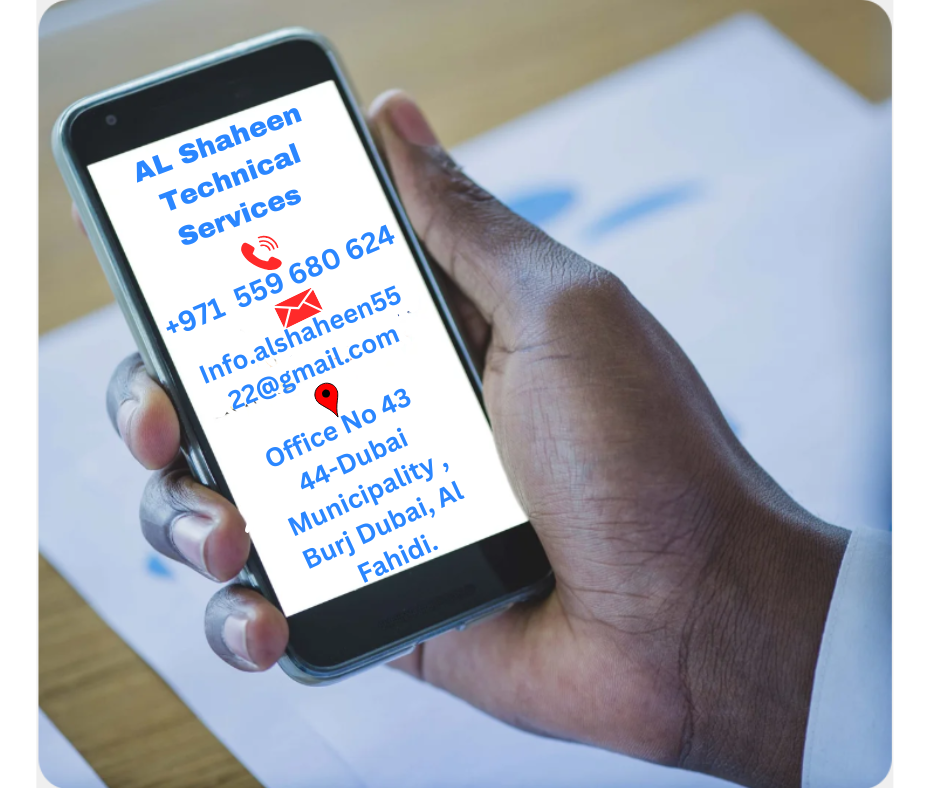 AL Shaheen
Technical
Services
+971 559 680 624
Info.alshaheen55
22@gmail.com
Office No 43
44-Dubai
Municipality ,
Burj Dubai, Al
Fahidi.